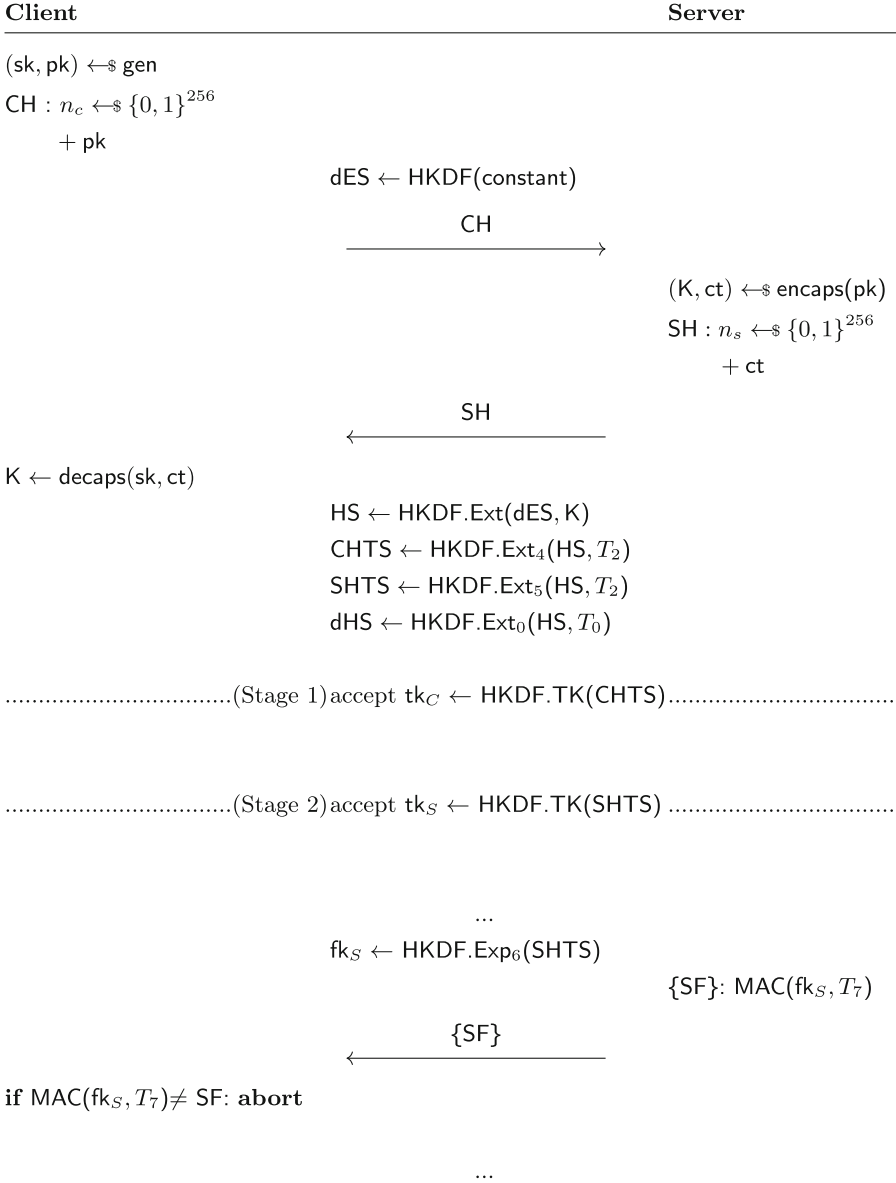 Client Server
(sk, pk) ←$ gen
CH : n_c ←$ {0, 1}^256
+ pk
dES ← HKDF(constant)
CH
(K, ct) ←$ encaps(pk)
SH : n_s ←$ {0, 1}^256
+ ct
SH
K ← decaps(sk, ct)
HS ← HKDF.Ext(dES, K)
CHTS ← HKDF.Ext_4(HS, T_2)
SHTS ← HKDF.Ext_5(HS, T_2)
dHS ← HKDF.Ext_0(HS, T_0)
..................................(Stage 1)accept tk_C ← HKDF.TK(CHTS)..................................
..................................(Stage 2)accept tk_S ← HKDF.TK(SHTS) ..................................
...
fk_S ← HKDF.Exp_6(SHTS)
{SF}: MAC(fk_S, T_7)
{SF}
if MAC(fk_S, T_7)≠ SF: abort
...